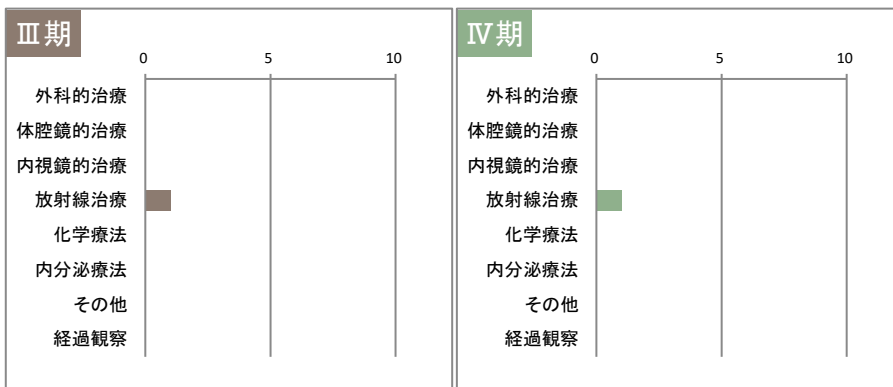 Ⅲ期
0 5 10
外科的治療
体腔鏡的治療
内視鏡的治療
放射線治療
化学療法
内分泌療法
その他
経過観察
Ⅳ期
0 5 10
外科的治療
体腔鏡的治療
内視鏡的治療
放射線治療
化学療法
内分泌療法
その他
経過観察